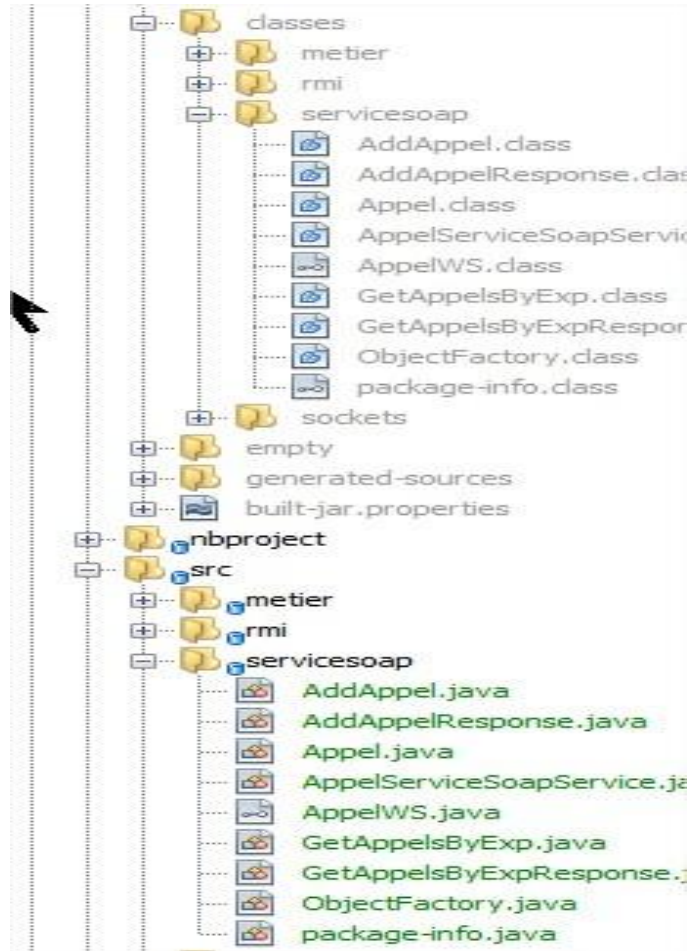 classes
metier
rmi
servicesoap
AddAppel.class
AddAppelResponse.clas
Appel.class
AppelServiceSoapServic
AppelWS.class
GetAppelsByExp.class
GetAppelsByExpRespon
ObjectFactory.class
package-info.class
sockets
empty
generated-sources
built-jar.properties
nbproject
src
metier
rmi
servicesoap
AddAppel.java
AddAppelResponse.java
Appel.java
AppelServiceSoapService.ja
AppelWS.java
GetAppelsByExp.java
GetAppelsByExpResponse.j
ObjectFactory.java
package-info.java